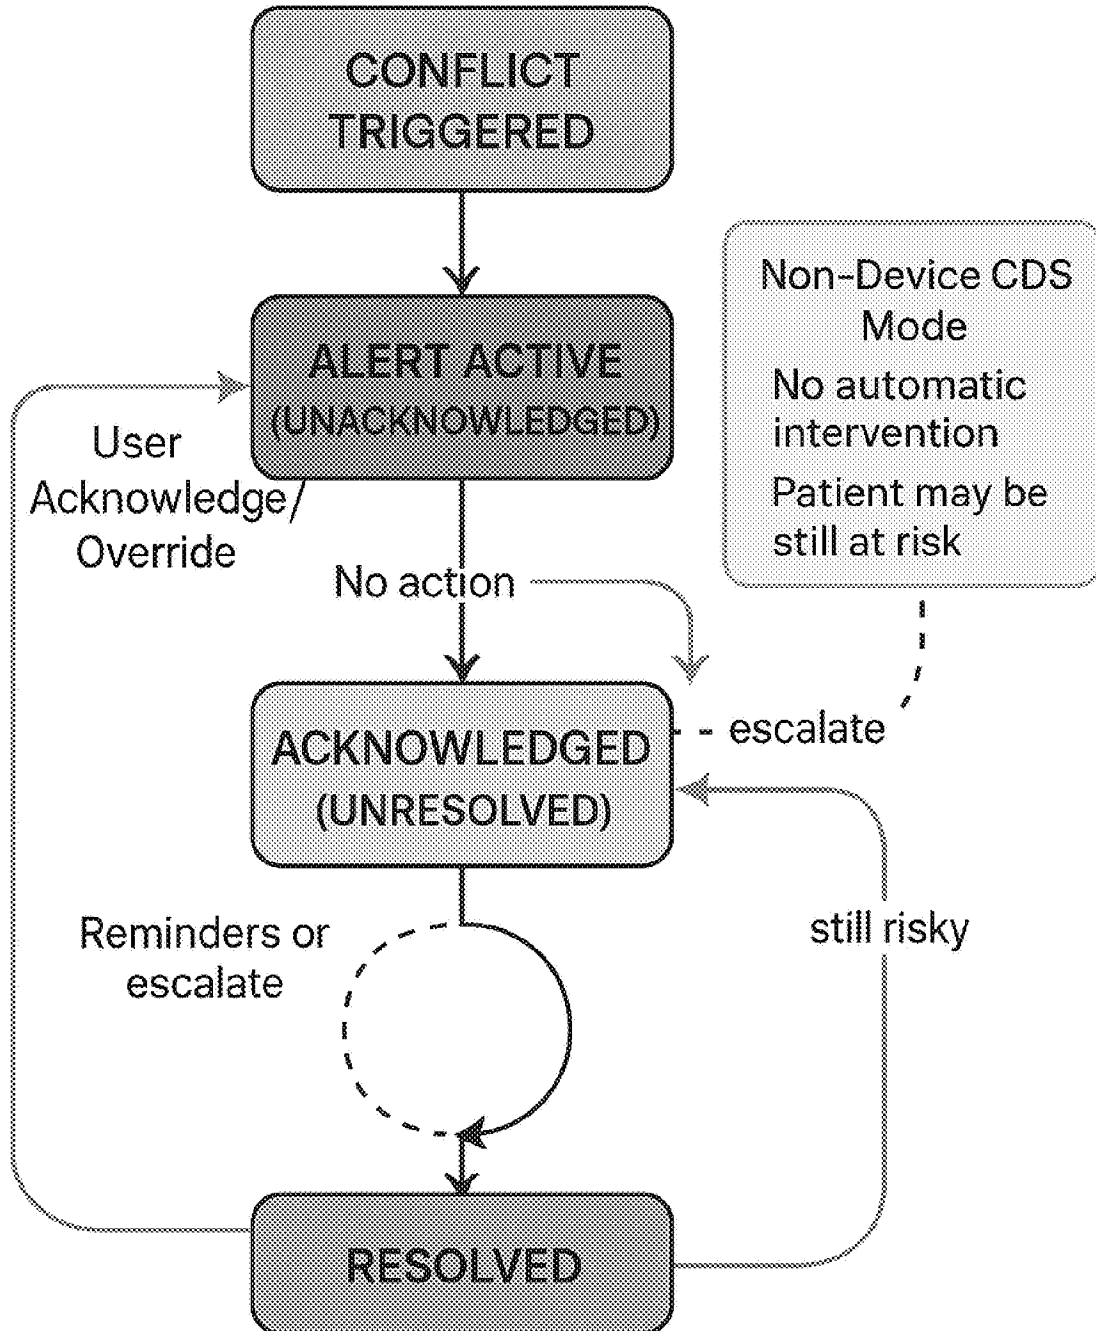 CONFLICT
TRIGGERED
Non-Device CDS
Mode
No automatic
intervention
Patient may be
still at risk
ALERT ACTIVE
(UNACKNOWLEDGED)
User
Acknowledge/
Override
No action
ACKNOWLEDGED
(UNRESOLVED)
escalate
Reminders or
escalate
still risky
RESOLVED